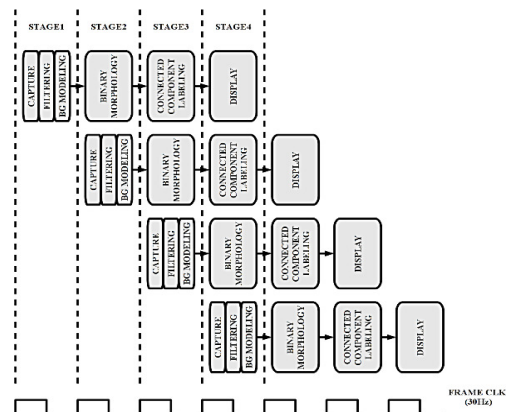 STAGE1 STAGE2 STAGE3 STAGE4
CAPTURE
FILTERING
BG MODELING
BINARY
MORPHOLOGY
CONNECTED
COMPONENT
LABELING
DISPLAY
CAPTURE
FILTERING
BG MODELING
BINARY
MORPHOLOGY
CONNECTED
COMPONENT
LABELING
DISPLAY
CAPTURE
FILTERING
BG MODELING
BINARY
MORPHOLOGY
CONNECTED
COMPONENT
LABELING
DISPLAY
CAPTURE
FILTERING
BG MODELING
BINARY
MORPHOLOGY
CONNECTED
COMPONENT
LABELING
DISPLAY
FRAME CLK
(30Hz)